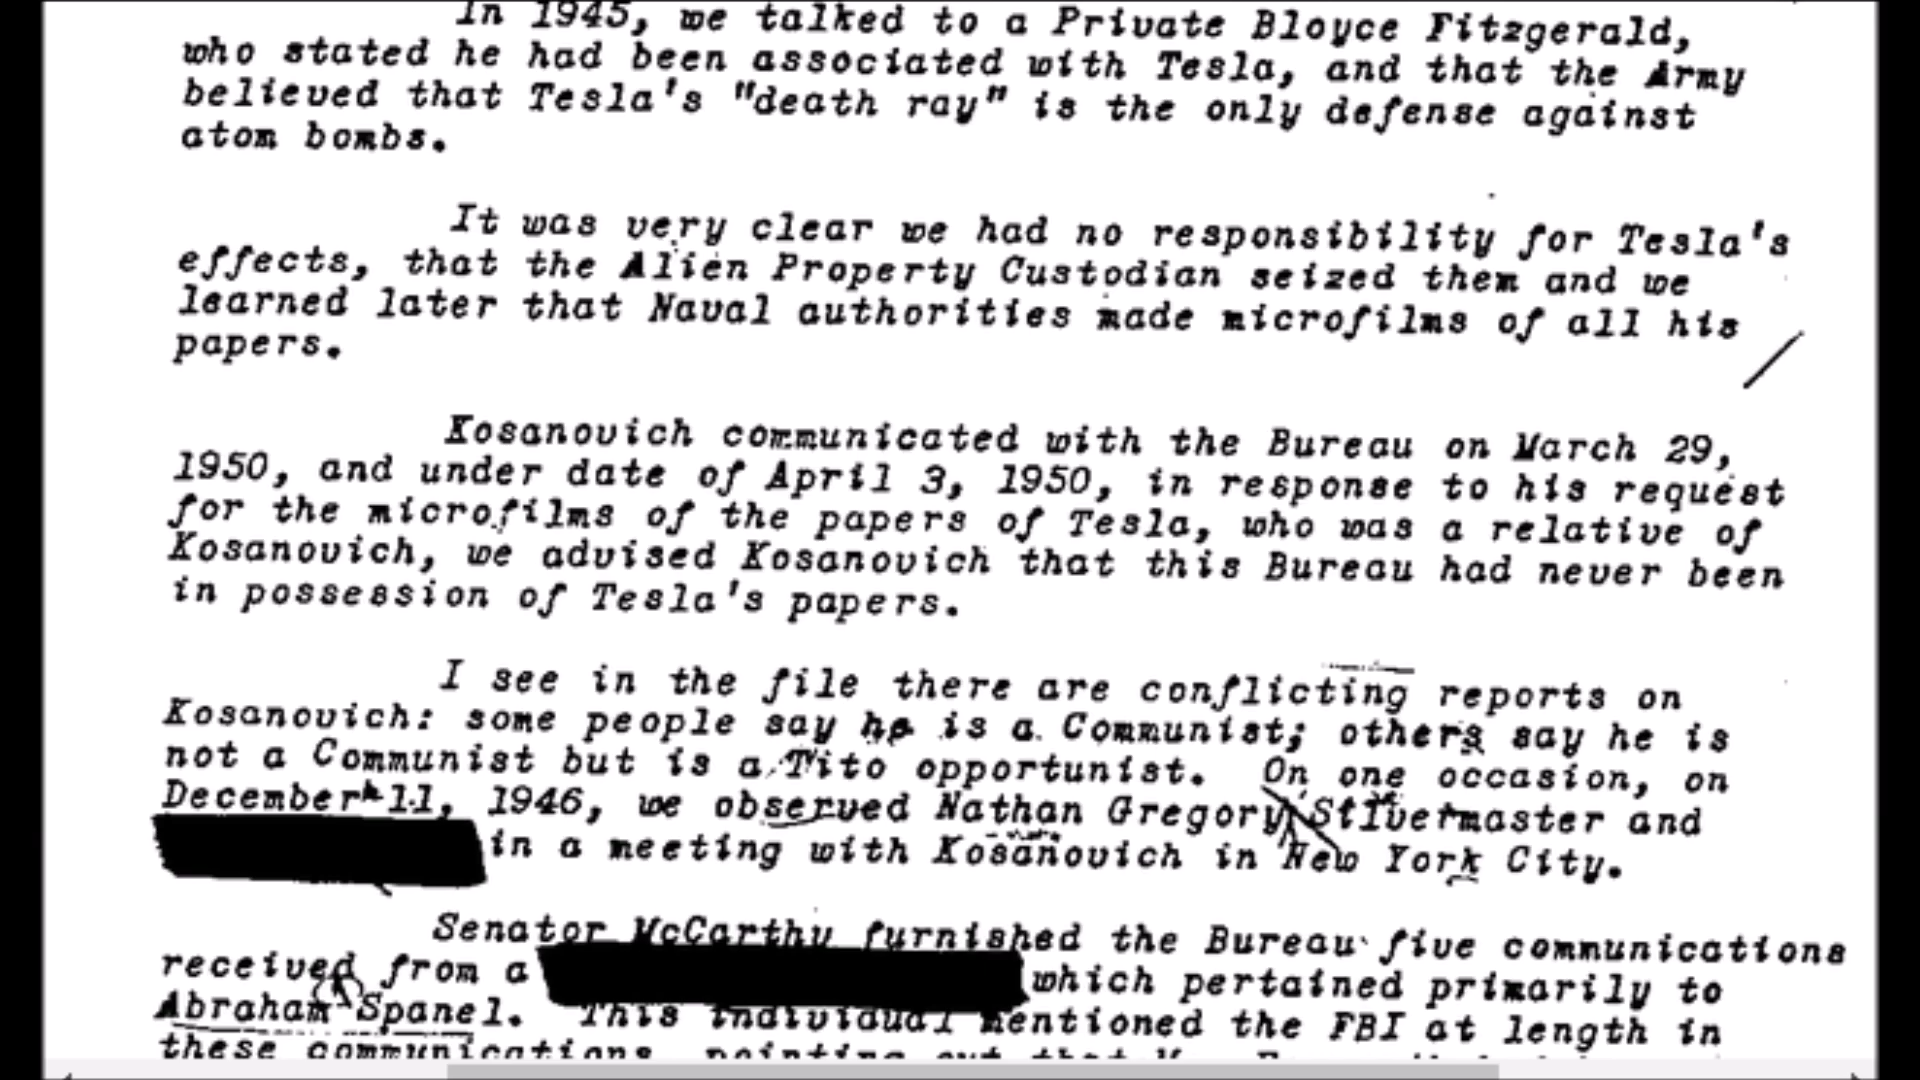 In 1945, we talked to a Private Bloyce Fitzgerald,
who stated he had been associated with Tesla, and that the Army
believed that Tesla's "death ray" is the only defense against
atom bombs.
It was very clear we had no responsibility for Tesla's
effects, that the Alien Property Custodian seized them and we
learned later that Naval authorities made microfilms of all his
papers.
Kosanovich communicated with the Bureau on March 29,
1950, and under date of April 3, 1950, in response to his request
for the microfilms of the papers of Tesla, who was a relative of
Kosanovich, we advised Kosanovich that this Bureau had never been
in possession of Tesla's papers.
I see in the file there are conflicting reports on
Kosanovich: some people say he is a Communist; others say he is
not a Communist but is a Tito opportunist. On one occasion, on
December 11, 1946, we observed Nathan Gregory Silvermaster and
in a meeting with Kosanovich in New York City.
Senator McCarthy furnished the Bureau five communications
received from a which pertained primarily to
Abraham Spanel. This individual mentioned the FBI at length in
these communications, pointing out that